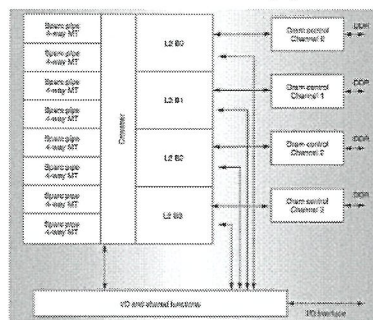 Sparc pipe
4-way MT
Sparc pipe
4-way MT
Sparc pipe
4-way MT
Sparc pipe
4-way MT
Sparc pipe
4-way MT
Sparc pipe
4-way MT
Sparc pipe
4-way MT
Sparc pipe
4-way MT
Crossbar
L2 B0
L2 B1
L2 B2
L2 B3
Dram control
Channel 0
DDR
Dram control
Channel 1
DDR
Dram control
Channel 2
DDR
Dram control
Channel 3
DDR
I/O and shared functions
I/O interface